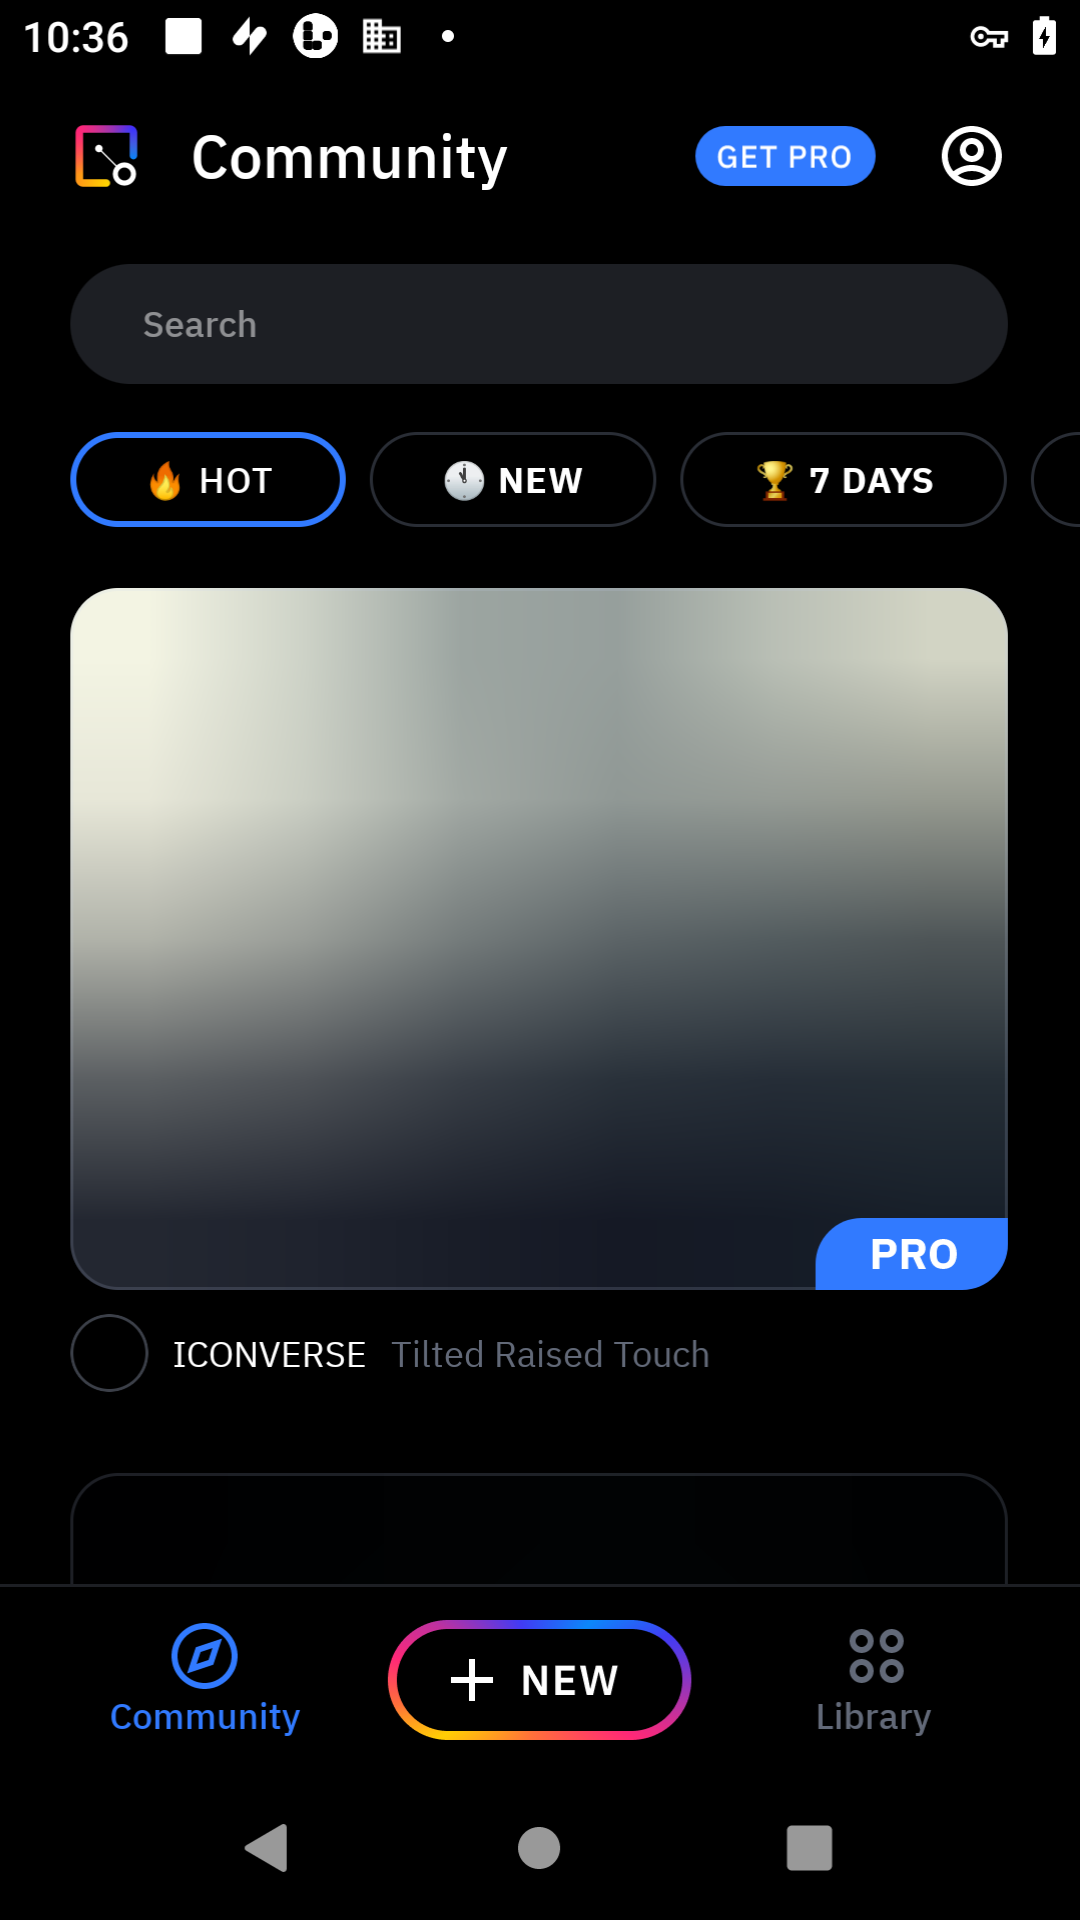 10:36
Community
GET PRO
Search
🔥 HOT
🕛 NEW
🏆 7 DAYS
PRO
ICONVERSE Tilted Raised Touch
Community
+ NEW
Library